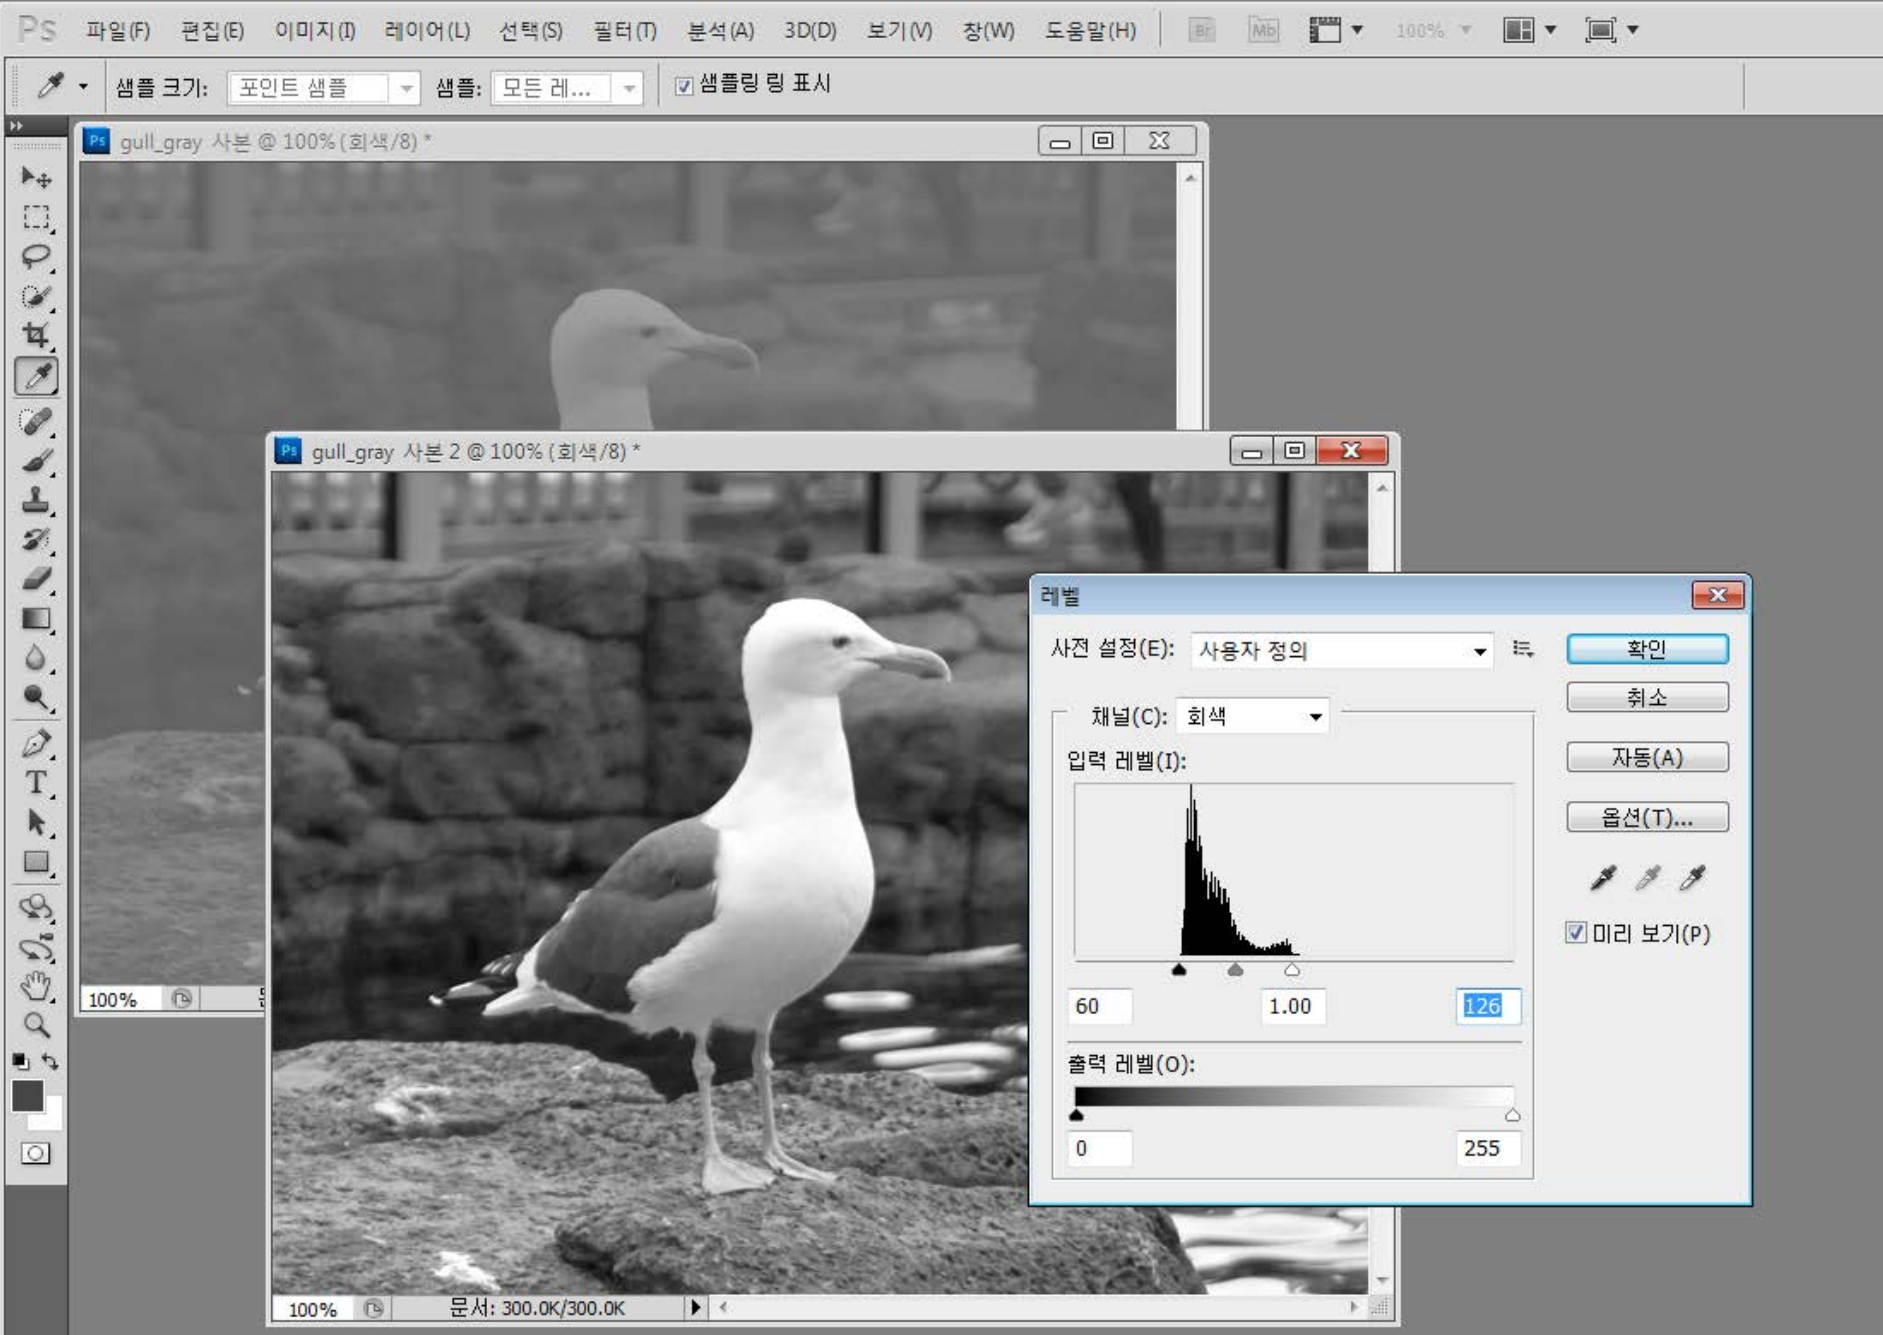 Ps 파일(F) 편집(E) 이미지(I) 레이어(L) 선택(S) 필터(T) 분석(A) 3D(D) 보기(V) 창(W) 도움말(H) Br Mb 100%
샘플 크기: 포인트 샘플 샘플: 모든 레... 샘플링 링 표시
Ps gull_gray 사본 @ 100% (회색/8) *
Ps gull_gray 사본 2 @ 100% (회색/8) *
레벨
사전 설정(E): 사용자 정의
확인
취소
채널(C): 회색
입력 레벨(I):
자동(A)
옵션(T)...
미리 보기(P)
60 1.00 126
출력 레벨(O):
0 255
100%
100% 문서: 300.0K/300.0K
T